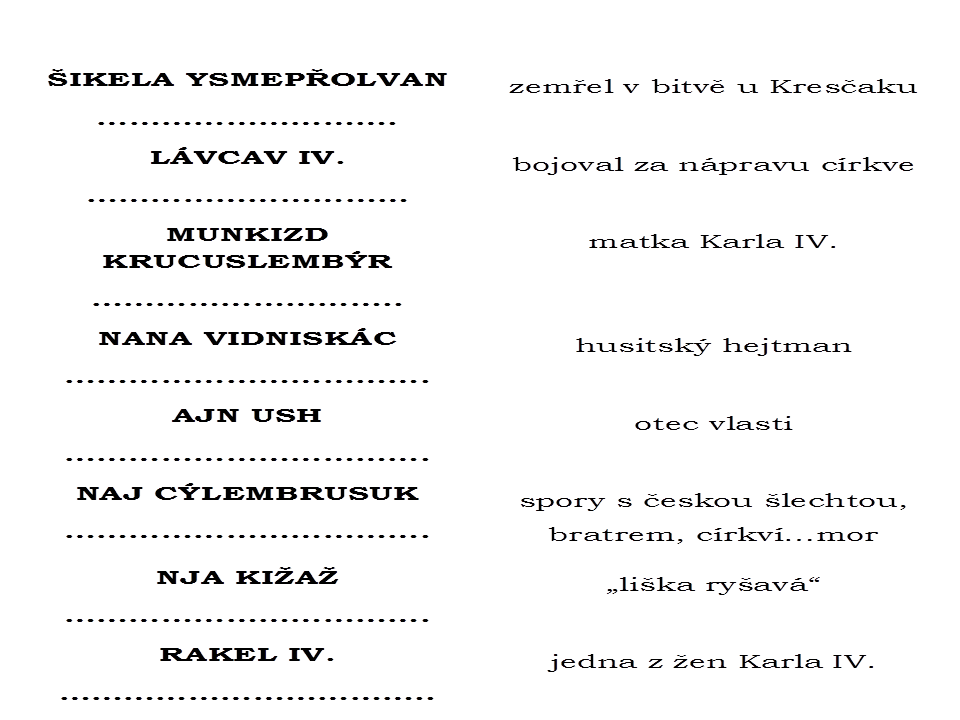 ŠIKELA YSMEPŘOLVAN
zemřel v bitvě u Kresčaku
............................
LÁVCAV IV.
bojoval za nápravu církve
..............................
MUNKIZD
KRUCUSLEMBÝR
matka Karla IV.
.............................
NANA VIDNISKÁC
husitský hejtman
..................................
AJN USH
otec vlasti
..................................
NAJ CÝLEMBRUSUK
spory s českou šlechtou,
..................................
bratrem, církví...mor
NJA KIŽAŽ
„liška ryšavá“
..................................
RAKEL IV.
jedna z žen Karla IV.
...................................